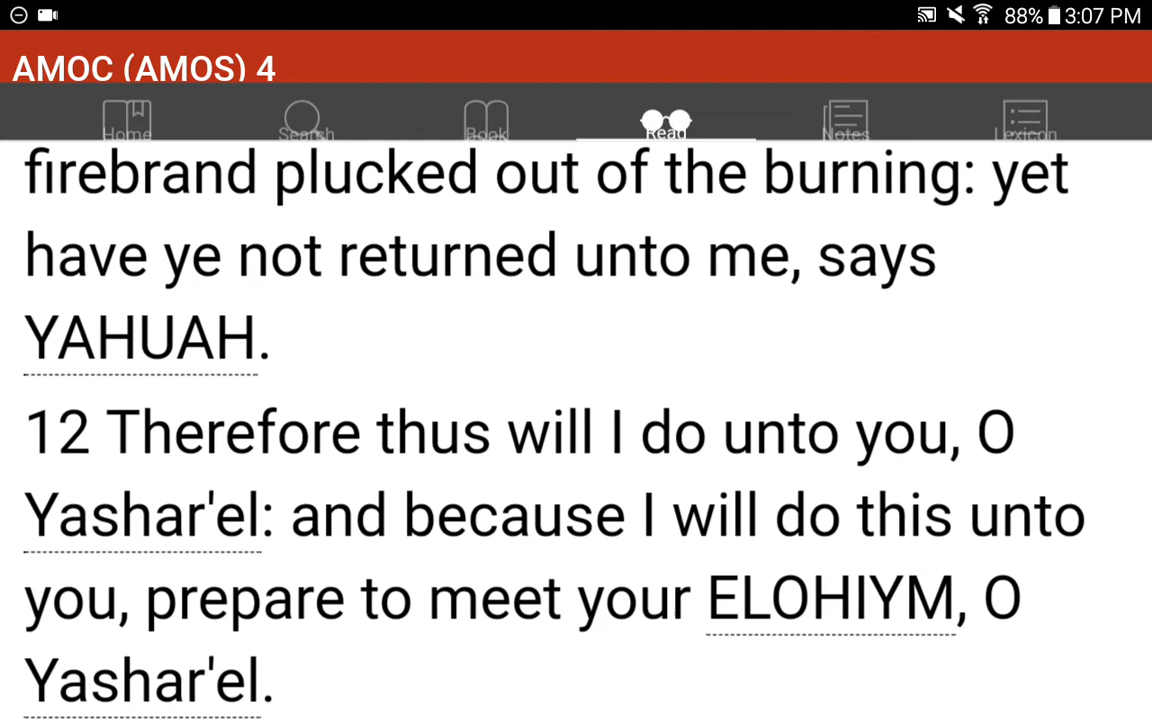 88% 3:07 PM
AMOC (AMOS) 4
Home Search Book Read Notes Lexicon
firebrand plucked out of the burning: yet
have ye not returned unto me, says
YAHUAH.
12 Therefore thus will I do unto you, O
Yashar'el: and because I will do this unto
you, prepare to meet your ELOHIYM, O
Yashar'el.